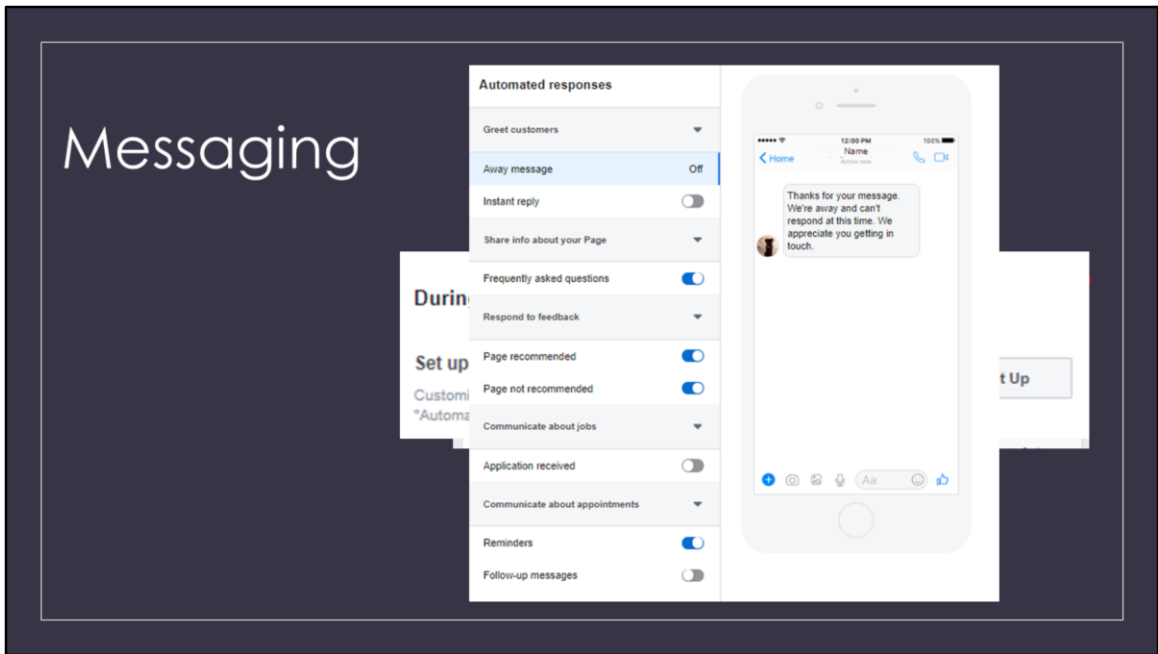 Messaging
Automated responses
Greet customers
Away message Off
Instant reply
Share info about your Page
Frequently asked questions
Respond to feedback
Page recommended
Page not recommended
Communicate about jobs
Application received
Communicate about appointments
Reminders
Follow-up messages
12:00 PM 100%
Home Name
Active now
Thanks for your message.
We're away and can't
respond at this time. We
appreciate you getting in
touch.
Aa
Durin
Set up
Customi
"Automa
t Up